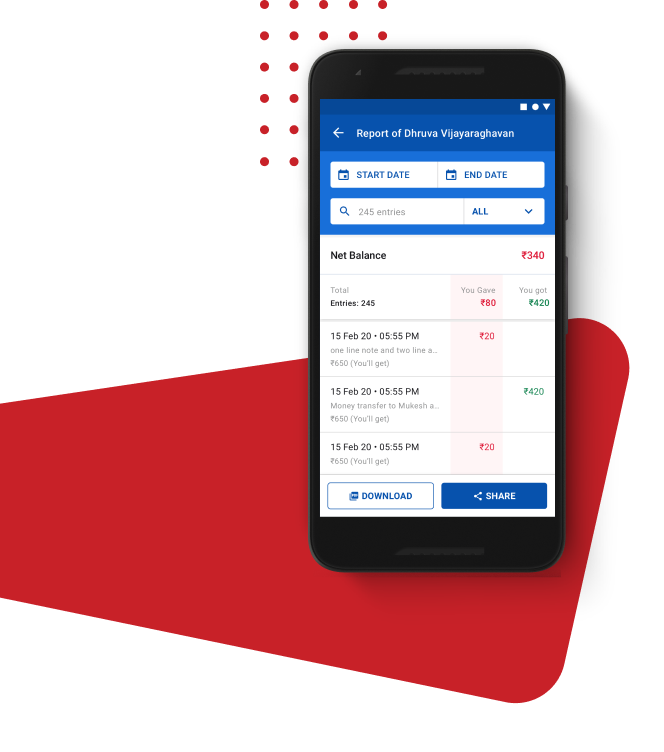 Report of Dhruva Vijayaraghavan
START DATE END DATE
245 entries ALL
Net Balance ₹340
Total You Gave You got
Entries: 245 ₹80 ₹420
15 Feb 20 • 05:55 PM ₹20
one line note and two line a...
₹650 (You'll get)
15 Feb 20 • 05:55 PM ₹420
Money transfer to Mukesh a...
₹650 (You'll get)
15 Feb 20 • 05:55 PM ₹20
₹650 (You'll get)
DOWNLOAD SHARE